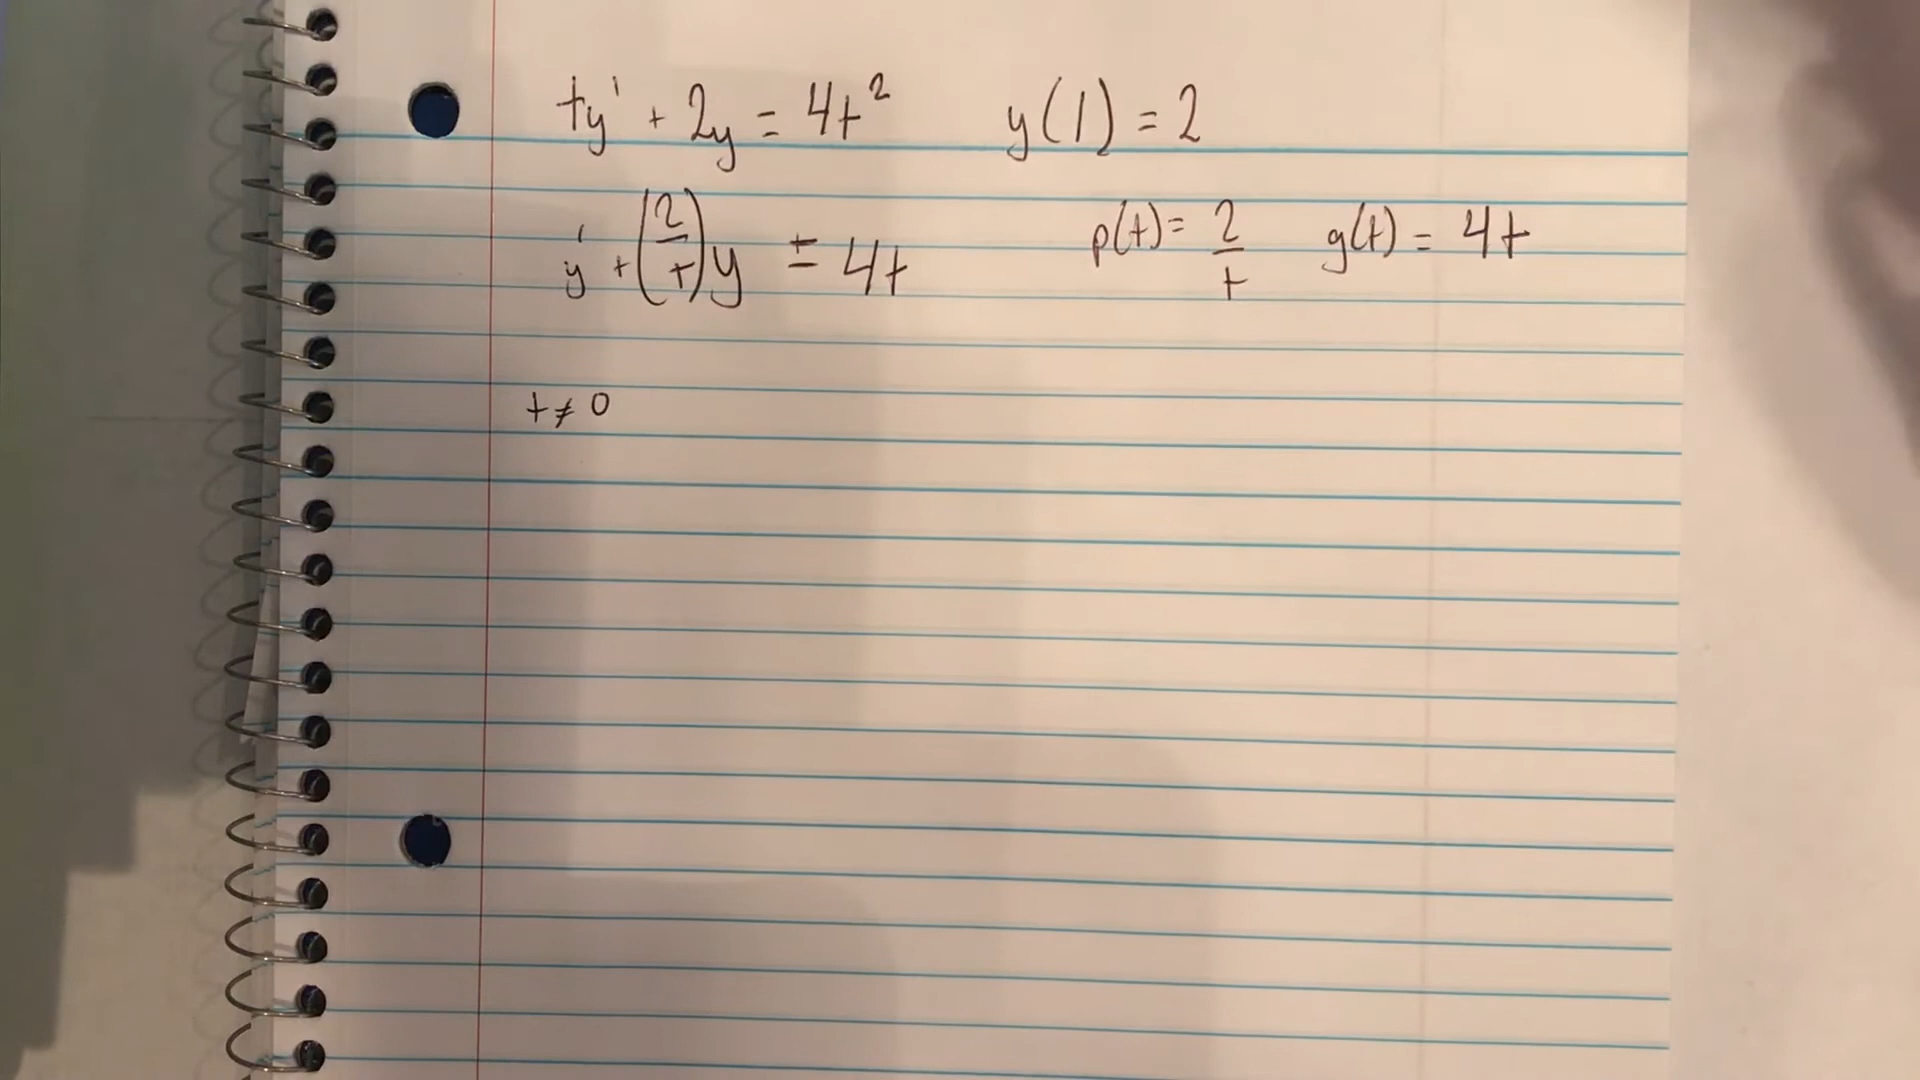 ty' + 2y = 4t² y(1) = 2
y' + (2/t)y = 4t p(t) = 2/t g(t) = 4t
t ≠ 0